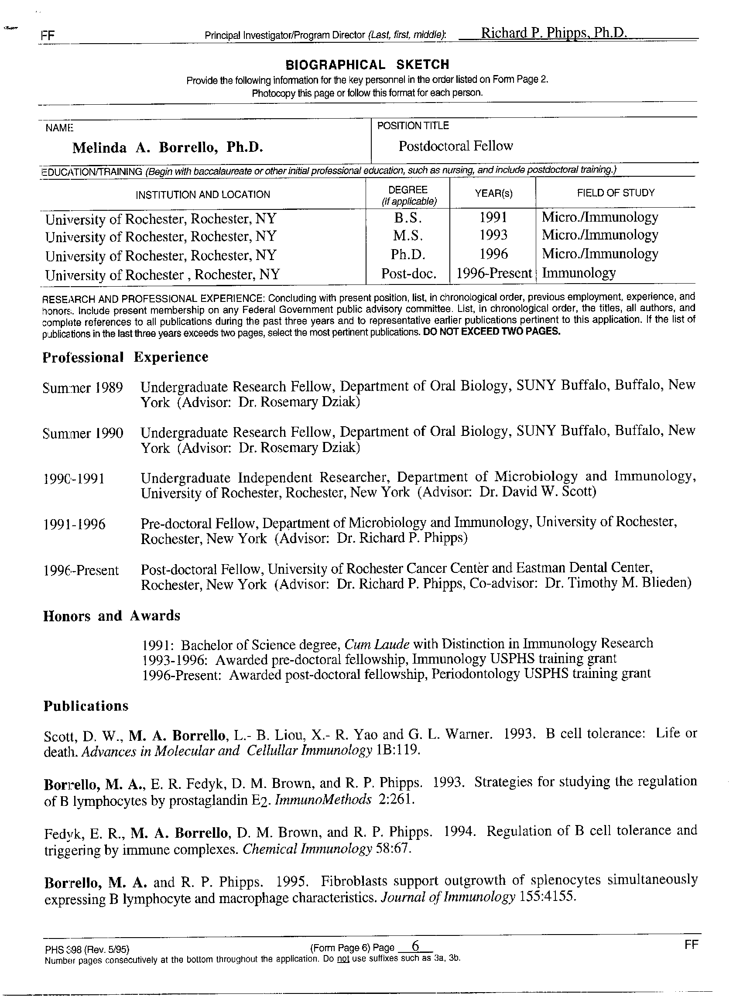 FF Principal Investigator/Program Director (Last, first, middle): Richard P. Phipps, Ph.D.
BIOGRAPHICAL SKETCH
Provide the following information for the key personnel in the order listed on Form Page 2.
Photocopy this page or follow this format for each person.
NAME POSITION TITLE
Melinda A. Borrello, Ph.D. Postdoctoral Fellow
EDUCATION/TRAINING (Begin with baccalaureate or other initial professional education, such as nursing, and include postdoctoral training.)
INSTITUTION AND LOCATION DEGREE (if applicable) YEAR(s) FIELD OF STUDY
University of Rochester, Rochester, NY B.S. 1991 Micro./Immunology
University of Rochester, Rochester, NY M.S. 1993 Micro./Immunology
University of Rochester, Rochester, NY Ph.D. 1996 Micro./Immunology
University of Rochester , Rochester, NY Post-doc. 1996-Present Immunology
RESEARCH AND PROFESSIONAL EXPERIENCE: Concluding with present position, list, in chronological order, previous employment, experience, and
honors. Include present membership on any Federal Government public advisory committee. List, in chronological order, the titles, all authors, and
complete references to all publications during the past three years and to representative earlier publications pertinent to this application. If the list of
publications in the last three years exceeds two pages, select the most pertinent publications. DO NOT EXCEED TWO PAGES.
Professional Experience
Summer 1989 Undergraduate Research Fellow, Department of Oral Biology, SUNY Buffalo, Buffalo, New
York (Advisor: Dr. Rosemary Dziak)
Summer 1990 Undergraduate Research Fellow, Department of Oral Biology, SUNY Buffalo, Buffalo, New
York (Advisor: Dr. Rosemary Dziak)
1990-1991 Undergraduate Independent Researcher, Department of Microbiology and Immunology,
University of Rochester, Rochester, New York (Advisor: Dr. David W. Scott)
1991-1996 Pre-doctoral Fellow, Department of Microbiology and Immunology, University of Rochester,
Rochester, New York (Advisor: Dr. Richard P. Phipps)
1996-Present Post-doctoral Fellow, University of Rochester Cancer Center and Eastman Dental Center,
Rochester, New York (Advisor: Dr. Richard P. Phipps, Co-advisor: Dr. Timothy M. Blieden)
Honors and Awards
1991: Bachelor of Science degree, Cum Laude with Distinction in Immunology Research
1993-1996: Awarded pre-doctoral fellowship, Immunology USPHS training grant
1996-Present: Awarded post-doctoral fellowship, Periodontology USPHS training grant
Publications
Scott, D. W., M. A. Borrello, L.- B. Liou, X.- R. Yao and G. L. Warner. 1993. B cell tolerance: Life or
death. Advances in Molecular and Cellullar Immunology 1B:119.
Borrello, M. A., E. R. Fedyk, D. M. Brown, and R. P. Phipps. 1993. Strategies for studying the regulation
of B lymphocytes by prostaglandin E2. ImmunoMethods 2:261.
Fedyk, E. R., M. A. Borrello, D. M. Brown, and R. P. Phipps. 1994. Regulation of B cell tolerance and
triggering by immune complexes. Chemical Immunology 58:67.
Borrello, M. A. and R. P. Phipps. 1995. Fibroblasts support outgrowth of splenocytes simultaneously
expressing B lymphocyte and macrophage characteristics. Journal of Immunology 155:4155.
PHS 398 (Rev. 5/95) (Form Page 6) Page 6 FF
Number pages consecutively at the bottom throughout the application. Do not use suffixes such as 3a, 3b.